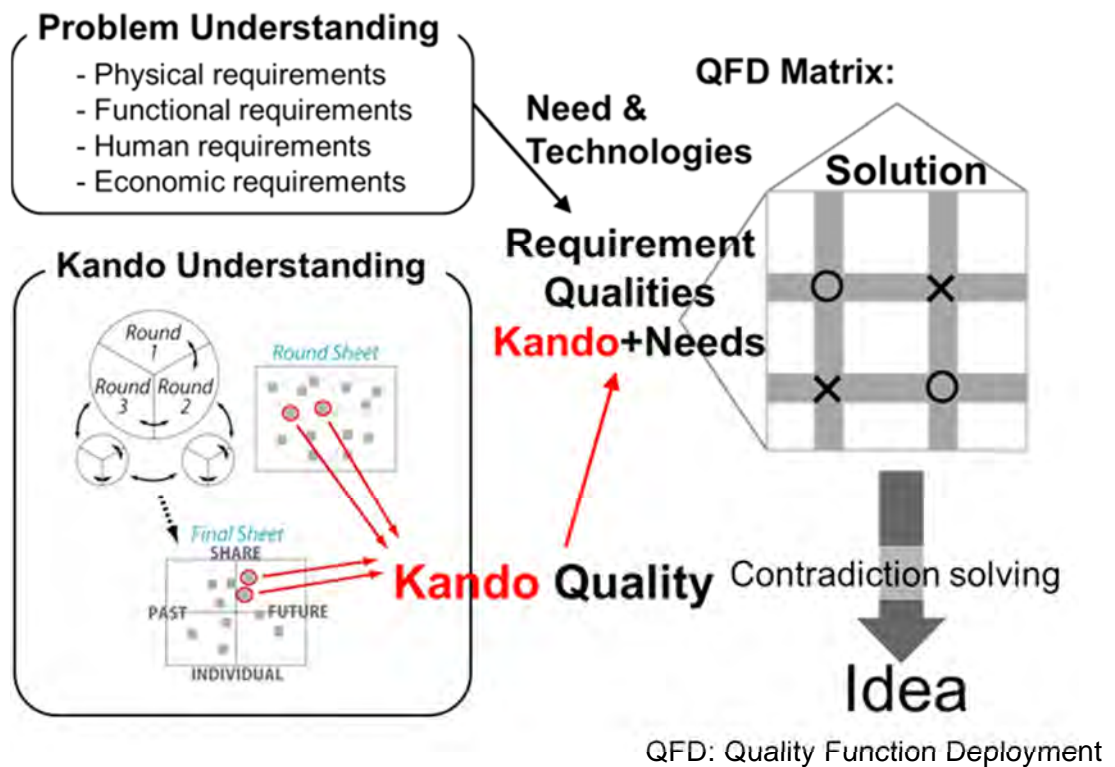 Problem Understanding
- Physical requirements
- Functional requirements
- Human requirements
- Economic requirements
Need &
Technologies
QFD Matrix:
Solution
Requirement
Qualities
Kando+Needs
Kando Understanding
Round
1
Round
3
Round
2
Round Sheet
Final Sheet
SHARE
PAST
FUTURE
INDIVIDUAL
Kando Quality
Contradiction solving
Idea
QFD: Quality Function Deployment